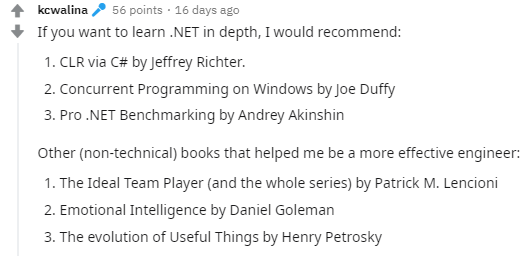 kcwalina 56 points · 16 days ago
If you want to learn .NET in depth, I would recommend:
1. CLR via C# by Jeffrey Richter.
2. Concurrent Programming on Windows by Joe Duffy
3. Pro .NET Benchmarking by Andrey Akinshin
Other (non-technical) books that helped me be a more effective engineer:
1. The Ideal Team Player (and the whole series) by Patrick M. Lencioni
2. Emotional Intelligence by Daniel Goleman
3. The evolution of Useful Things by Henry Petrosky